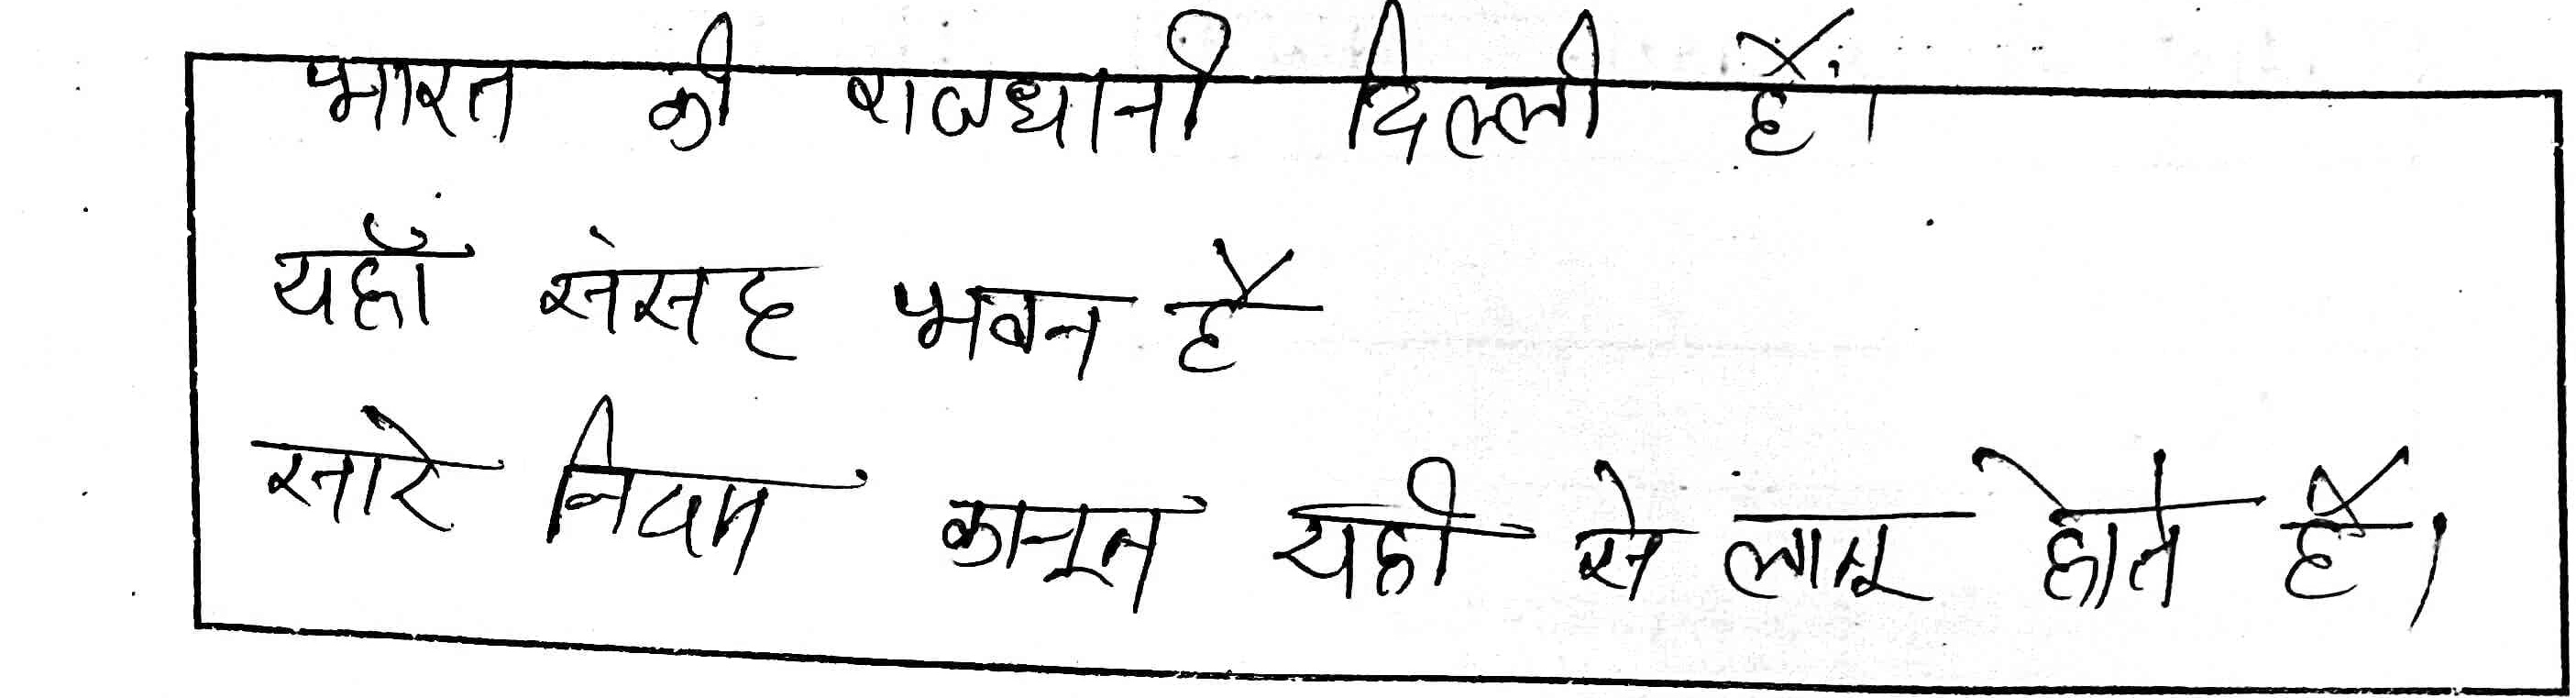 भारत की राजधानी दिल्ली हैं।
यहाँ संसद भवन है
सारे नियम कानून यही से लागू होते है।